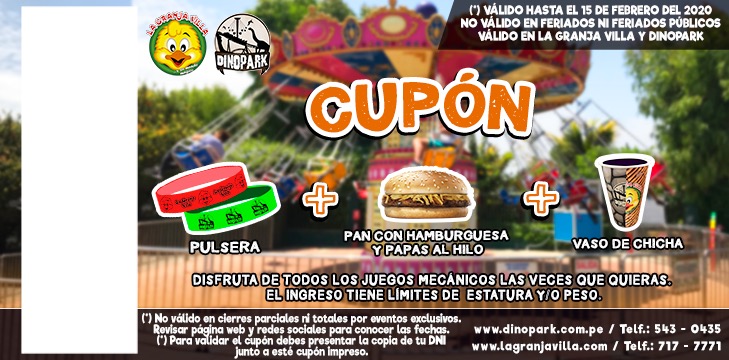 LA GRANJA VILLA
DINOPARK
(*) VÁLIDO HASTA EL 15 DE FEBRERO DEL 2020
NO VÁLIDO EN FERIADOS NI FERIADOS PÚBLICOS
VÁLIDO EN LA GRANJA VILLA Y DINOPARK
CUPÓN
+
+
PULSERA
PAN CON HAMBURGUESA
Y PAPAS AL HILO
VASO DE CHICHA
DISFRUTA DE TODOS LOS JUEGOS MECÁNICOS LAS VECES QUE QUIERAS.
EL INGRESO TIENE LÍMITES DE ESTATURA Y/O PESO.
(*) No válido en cierres parciales ni totales por eventos exclusivos.
Revisar página web y redes sociales para conocer las fechas.
(*) Para validar el cupón debes presentar la copia de tu DNI
junto a esté cupón impreso.
www.dinopark.com.pe / Telf.: 543 - 0435
www.lagranjavilla.com / Telf.: 717 - 7771